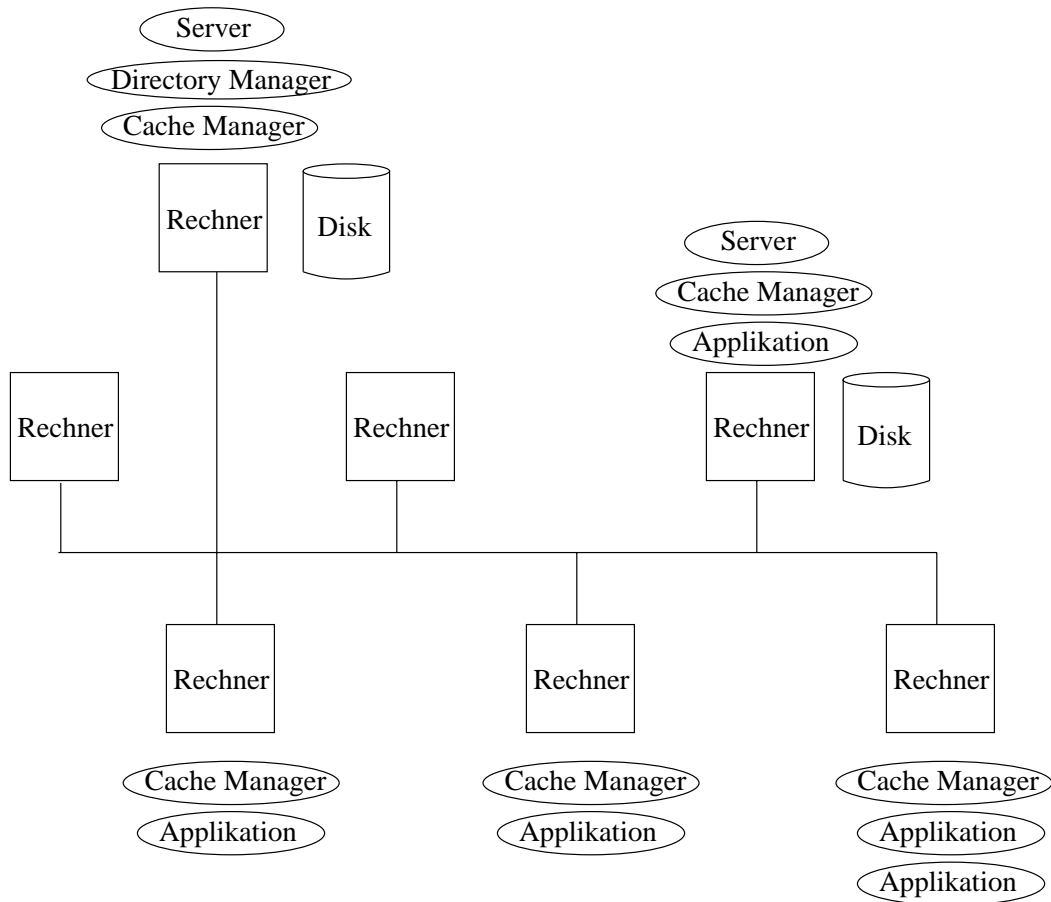 Server
Directory Manager
Cache Manager
Rechner
Disk
Server
Cache Manager
Applikation
Rechner
Rechner
Rechner
Disk
Rechner
Rechner
Rechner
Cache Manager
Cache Manager
Cache Manager
Applikation
Applikation
Applikation
Applikation